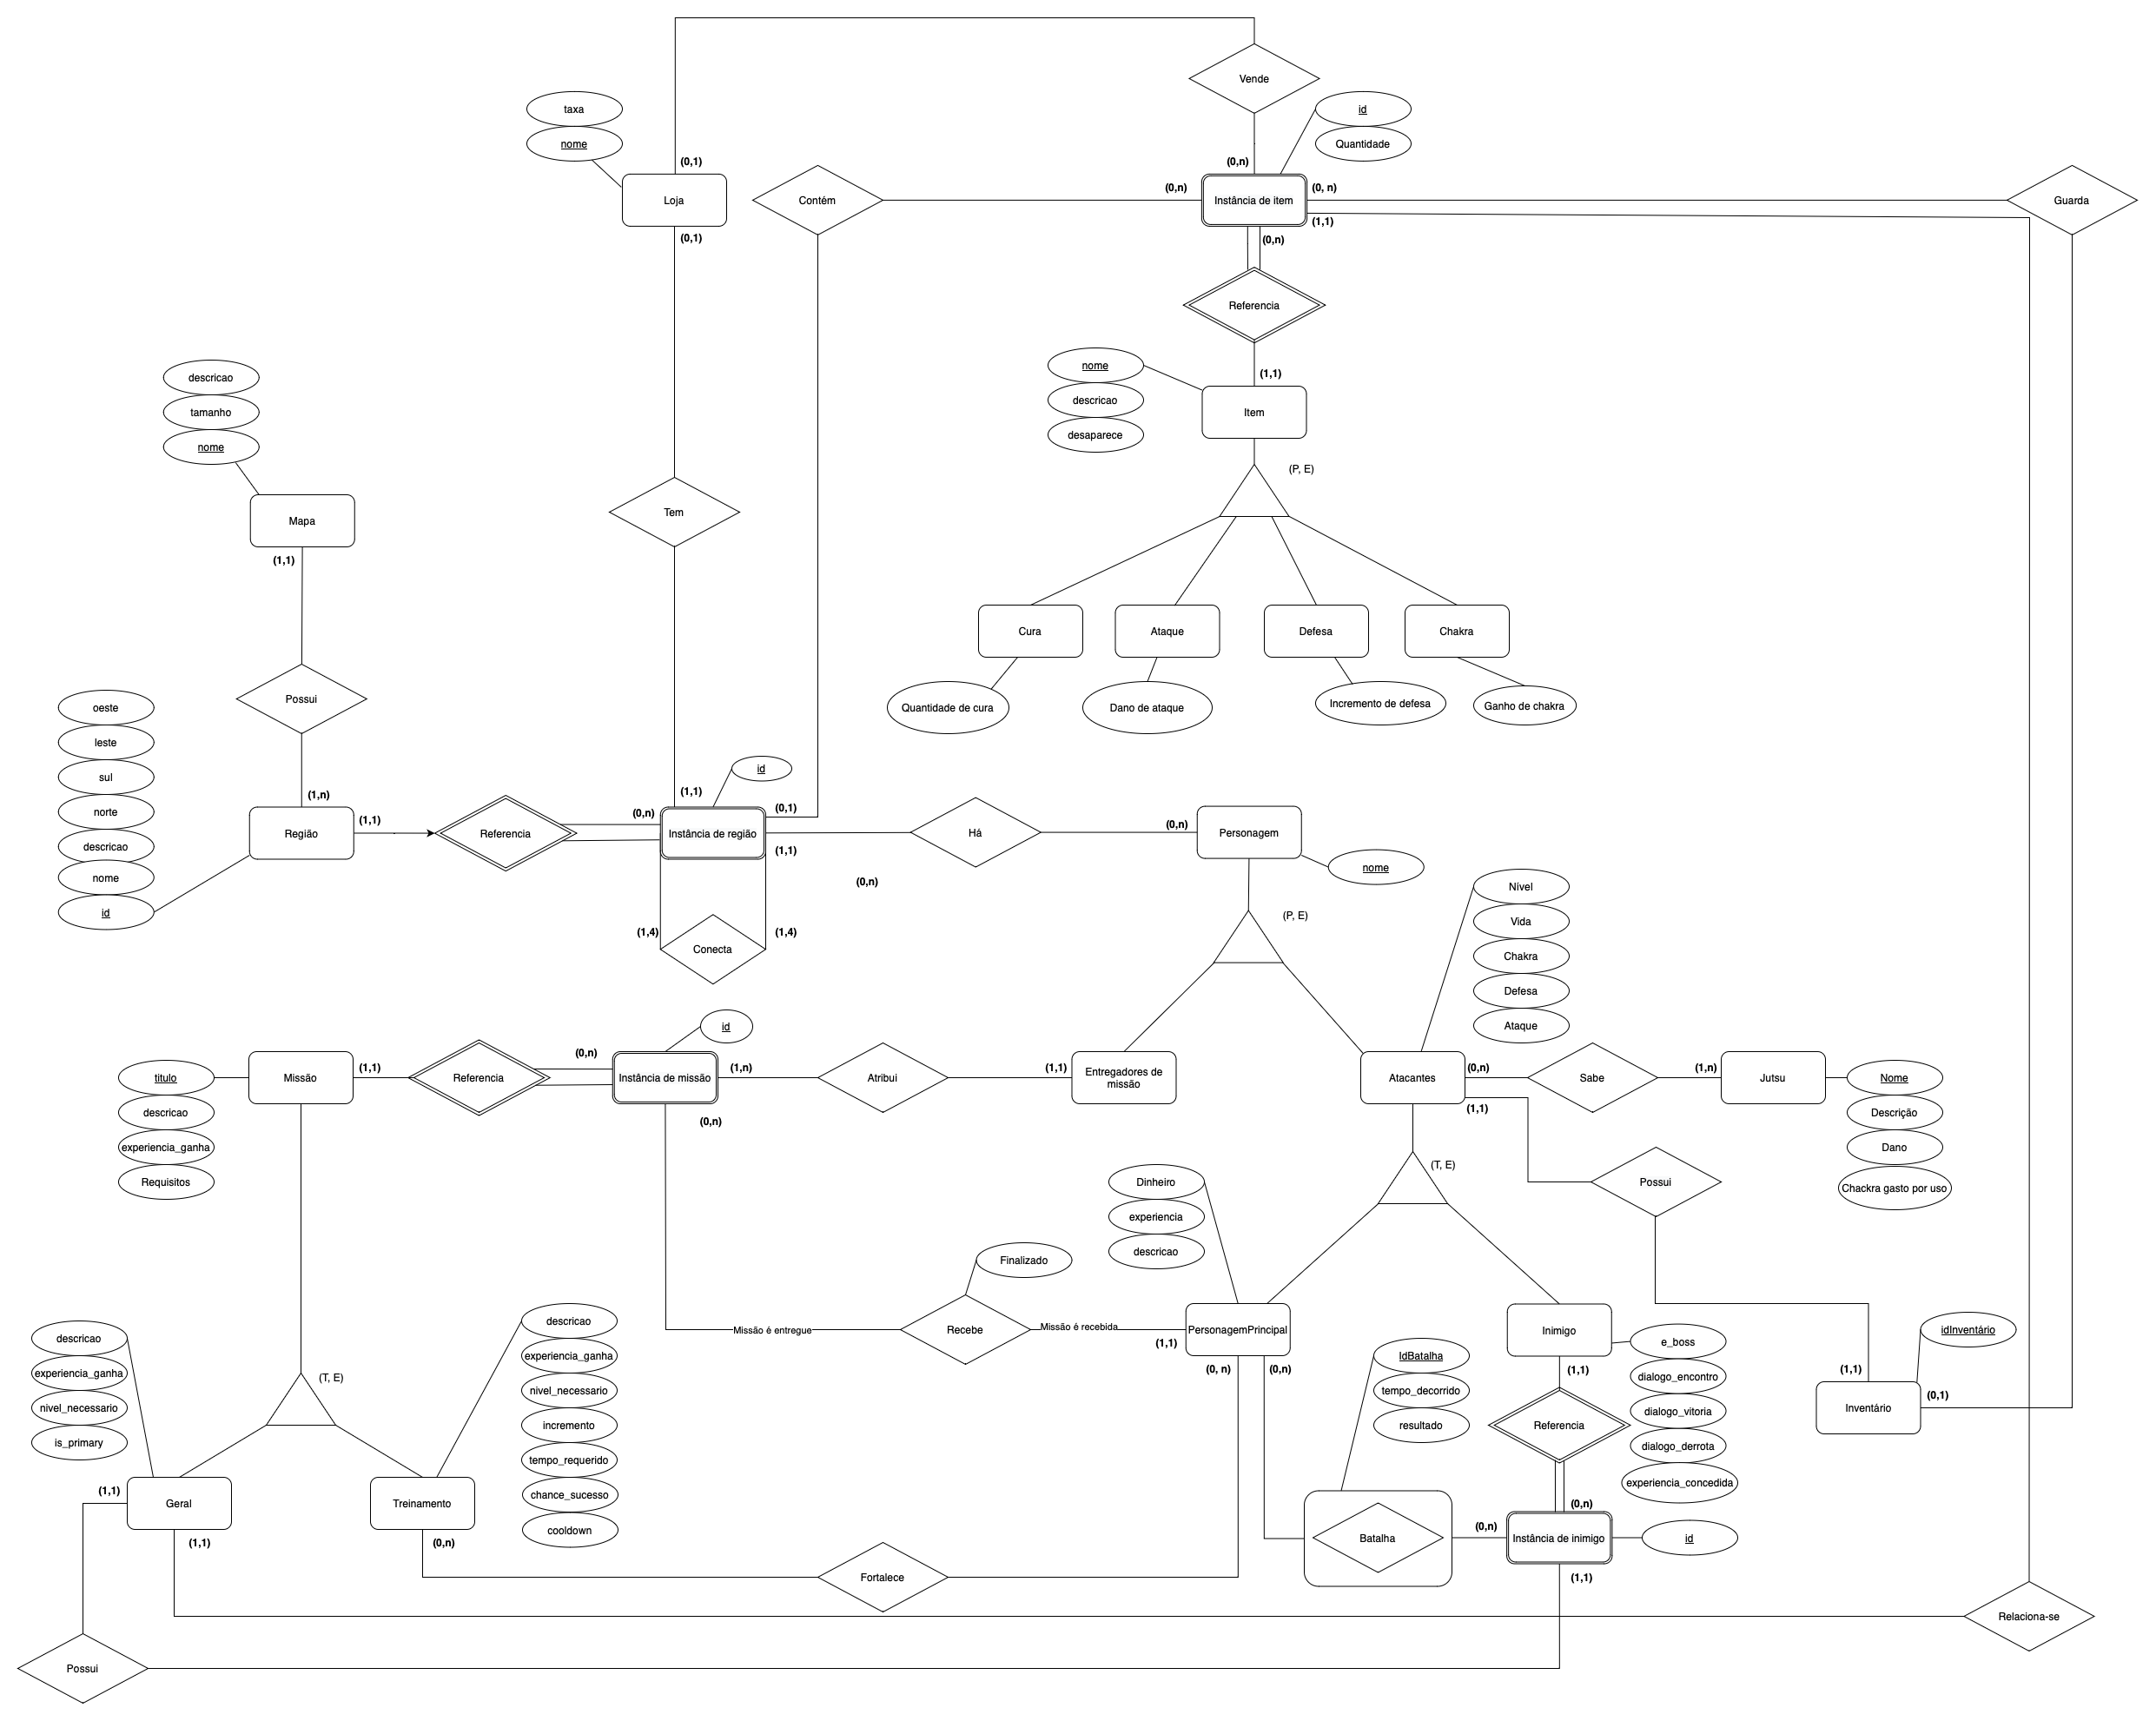 Vende
taxa
id
nome
Quantidade
(0,1)
(0,n)
Loja
Contém
(0,n)
Instância de item
(0, n)
Guarda
(1,1)
(0,1)
(0,n)
Referencia
nome
(1,1)
descricao
Item
descricao
tamanho
desaparece
nome
(P, E)
Mapa
Tem
(1,1)
Cura
Ataque
Defesa
Chakra
Possui
Quantidade de cura
Dano de ataque
Incremento de defesa
Ganho de chakra
oeste
leste
sul
id
(1,n)
(1,1)
norte
(0,n)
(0,1)
Região
(1,1)
Referencia
Instância de região
Há
(0,n)
Personagem
descricao
(1,1)
nome
nome
(0,n)
id
Nível
(P, E)
Vida
(1,4)
Conecta
(1,4)
Chakra
Defesa
id
Ataque
titulo
Missão
(1,1)
Referencia
(0,n)
Instância de missão
(1,n)
Atribui
(1,1)
Entregadores de
missão
Atacantes
(0,n)
Sabe
(1,n)
Jutsu
Nome
(1,1)
descricao
(0,n)
Descrição
experiencia_ganha
Dano
(T, E)
Requisitos
Dinheiro
Possui
Chackra gasto por uso
experiencia
descricao
Finalizado
descricao
descricao
Missão é entregue
Recebe
Missão é recebida
PersonagemPrincipal
Inimigo
idInventário
(1,1)
e_boss
experiencia_ganha
experiencia_ganha
(0, n)
(0,n)
IdBatalha
(1,1)
dialogo_encontro
(1,1)
(T, E)
nivel_necessario
nivel_necessario
tempo_decorrido
dialogo_vitoria
Inventário
(0,1)
is_primary
incremento
resultado
Referencia
dialogo_derrota
tempo_requerido
experiencia_concedida
(1,1)
Geral
Treinamento
chance_sucesso
(0,n)
cooldown
(0,n)
Batalha
Instância de inimigo
id
(1,1)
(0,n)
Fortalece
(1,1)
Relaciona-se
Possui